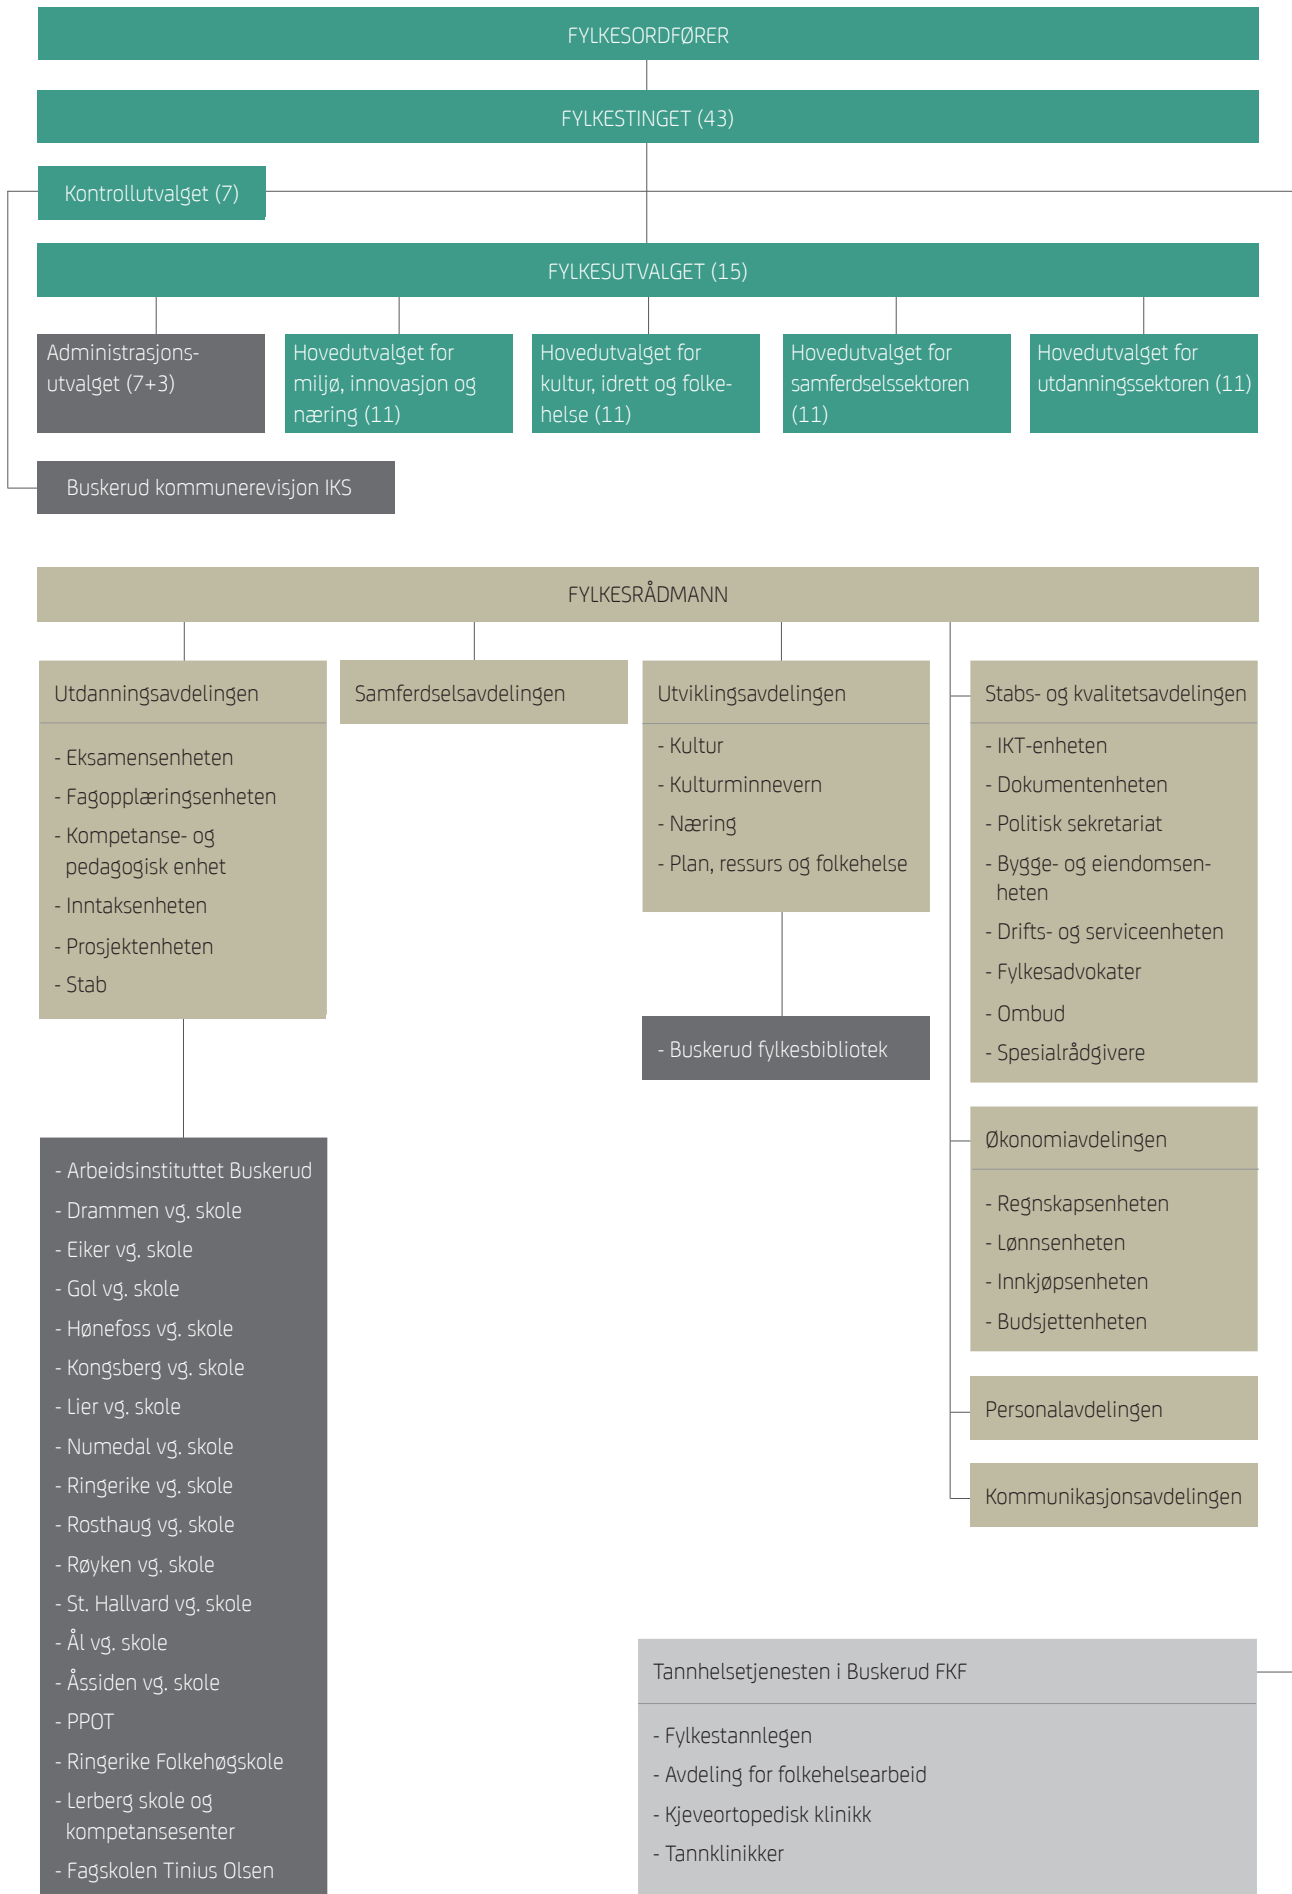 FYLKESORDFØRER
FYLKESTINGET (43)
Kontrollutvalget (7)
FYLKESUTVALGET (15)
Administrasjons-
utvalget (7+3)
Hovedutvalget for
miljø, innovasjon og
næring (11)
Hovedutvalget for
kultur, idrett og folke-
helse (11)
Hovedutvalget for
samferdselssektoren
(11)
Hovedutvalget for
utdanningssektoren (11)
Buskerud kommunerevisjon IKS
FYLKESRÅDMANN
Utdanningsavdelingen
- Eksamensenheten
- Fagopplæringsenheten
- Kompetanse- og
pedagogisk enhet
- Inntaksenheten
- Prosjektenheten
- Stab
- Arbeidsinstituttet Buskerud
- Drammen vg. skole
- Eiker vg. skole
- Gol vg. skole
- Hønefoss vg. skole
- Kongsberg vg. skole
- Lier vg. skole
- Numedal vg. skole
- Ringerike vg. skole
- Rosthaug vg. skole
- Røyken vg. skole
- St. Hallvard vg. skole
- Ål vg. skole
- Åssiden vg. skole
- PPOT
- Ringerike Folkehøgskole
- Lerberg skole og
kompetansesenter
- Fagskolen Tinius Olsen
Samferdselsavdelingen
Utviklingsavdelingen
- Kultur
- Kulturminnevern
- Næring
- Plan, ressurs og folkehelse
- Buskerud fylkesbibliotek
Stabs- og kvalitetsavdelingen
- IKT-enheten
- Dokumentenheten
- Politisk sekretariat
- Bygge- og eiendomsen-
heten
- Drifts- og serviceenheten
- Fylkesadvokater
- Ombud
- Spesialrådgivere
Økonomiavdelingen
- Regnskapsenheten
- Lønnsenheten
- Innkjøpsenheten
- Budsjettenheten
Personalavdelingen
Kommunikasjonsavdelingen
Tannhelsetjenesten i Buskerud FKF
- Fylkestannlegen
- Avdeling for folkehelsearbeid
- Kjeveortopedisk klinikk
- Tannklinikker